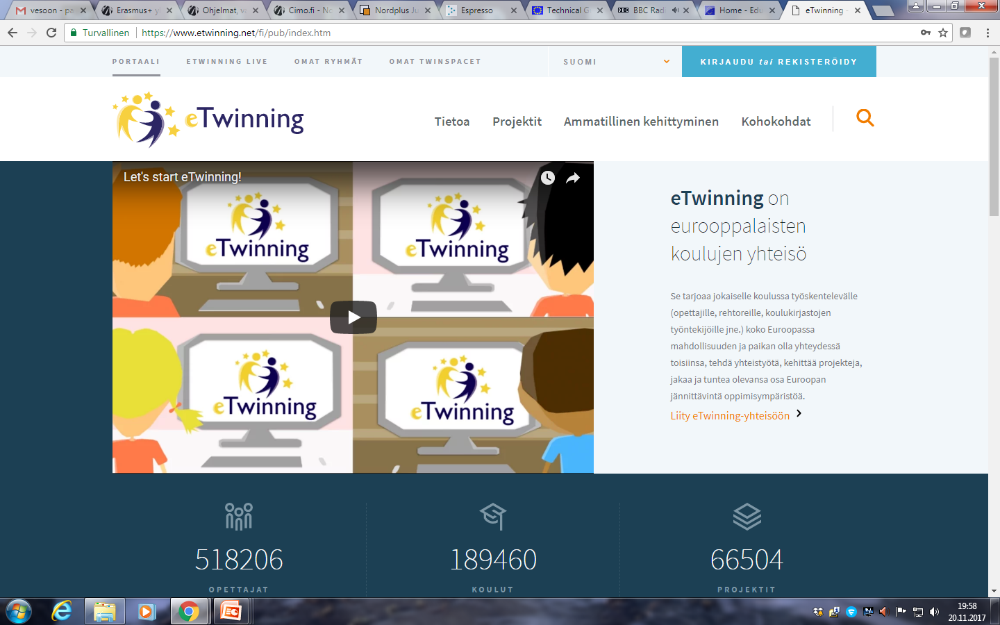 vesoon - pa
Erasmus+ y
Ohjelmat, v
Cimo.fi - No
Nordplus Ju
Espresso
Technical G
BBC Rad
Home - Edu
eTwinning -
Turvallinen
https://www.etwinning.net/fi/pub/index.htm
PORTAALI
ETWINNING LIVE
OMAT RYHMÄT
OMAT TWINSPACET
SUOMI
KIRJAUDU tai REKISTERÖIDY
eTwinning
Tietoa
Projektit
Ammatillinen kehittyminen
Kohokohdat
Let's start eTwinning!
eTwinning
eTwinning
eTwinning
eTwinning
eTwinning on
eurooppalaisten
koulujen yhteisö
Se tarjoaa jokaiselle koulussa työskentelevälle
(opettajille, rehtoreille, koulukirjastojen
työntekijöille jne.) koko Euroopassa
mahdollisuuden ja paikan olla yhteydessä
toisiinsa, tehdä yhteistyötä, kehittää projekteja,
jakaa ja tuntea olevansa osa Euroopan
jännittävintä oppimisympäristöä.
Liity eTwinning-yhteisöön
518206
189460
66504
OPETTAJAT
KOULUT
PROJEKTIT
19:58
20.11.2017